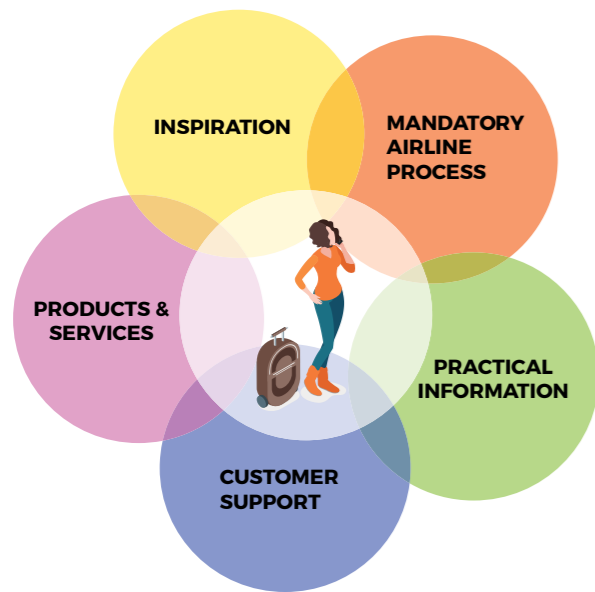 INSPIRATION
MANDATORY
AIRLINE
PROCESS
PRODUCTS &
SERVICES
PRACTICAL
INFORMATION
CUSTOMER
SUPPORT